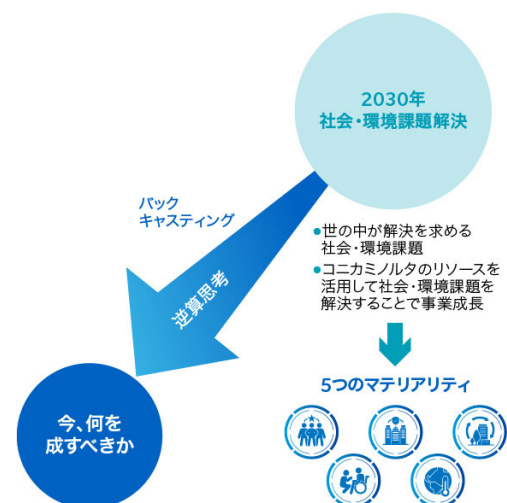 2030年
社会・環境課題解決
バック
キャスティング
逆算思考
●世の中が解決を求める
社会・環境課題
●コニカミノルタのリソースを
活用して社会・環境課題を
解決することで事業成長
5つのマテリアリティ
今、何を
成すべきか